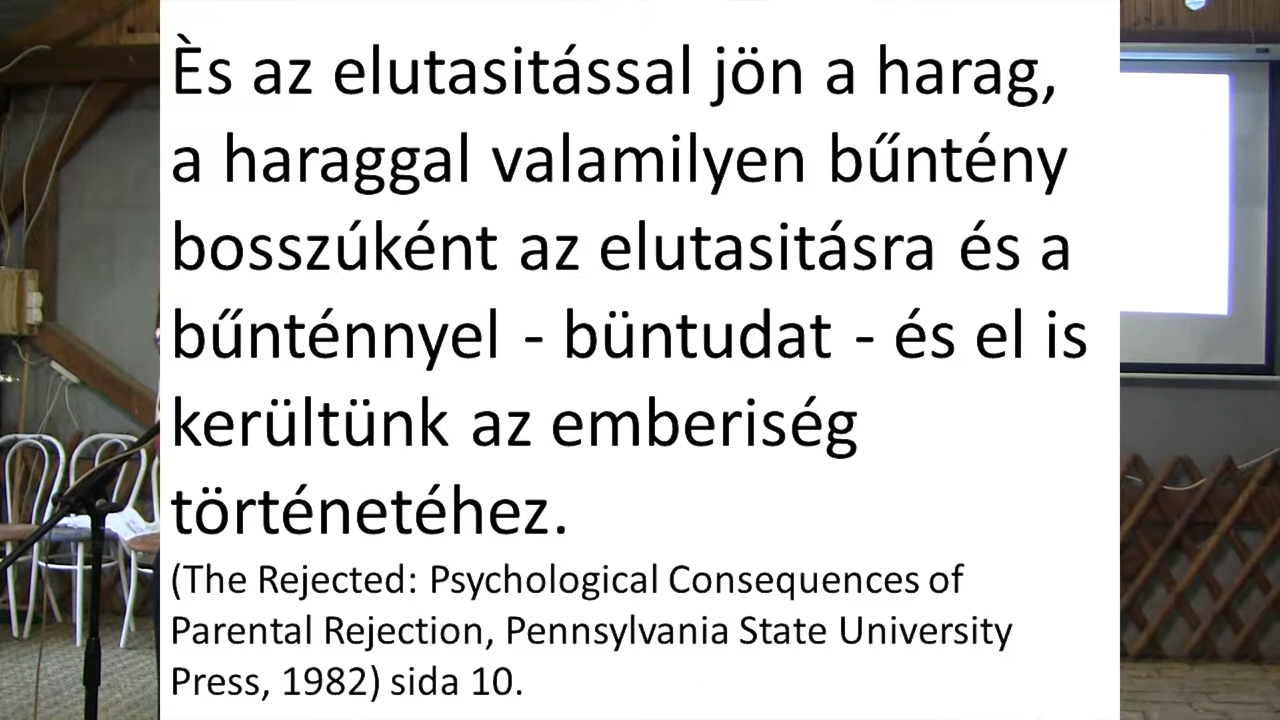 Ès az elutasitással jön a harag,
a haraggal valamilyen bűntény
bosszúként az elutasitásra és a
bűnténnyel - büntudat - és el is
kerültünk az emberiség
történetéhez.
(The Rejected: Psychological Consequences of
Parental Rejection, Pennsylvania State University
Press, 1982) sida 10.